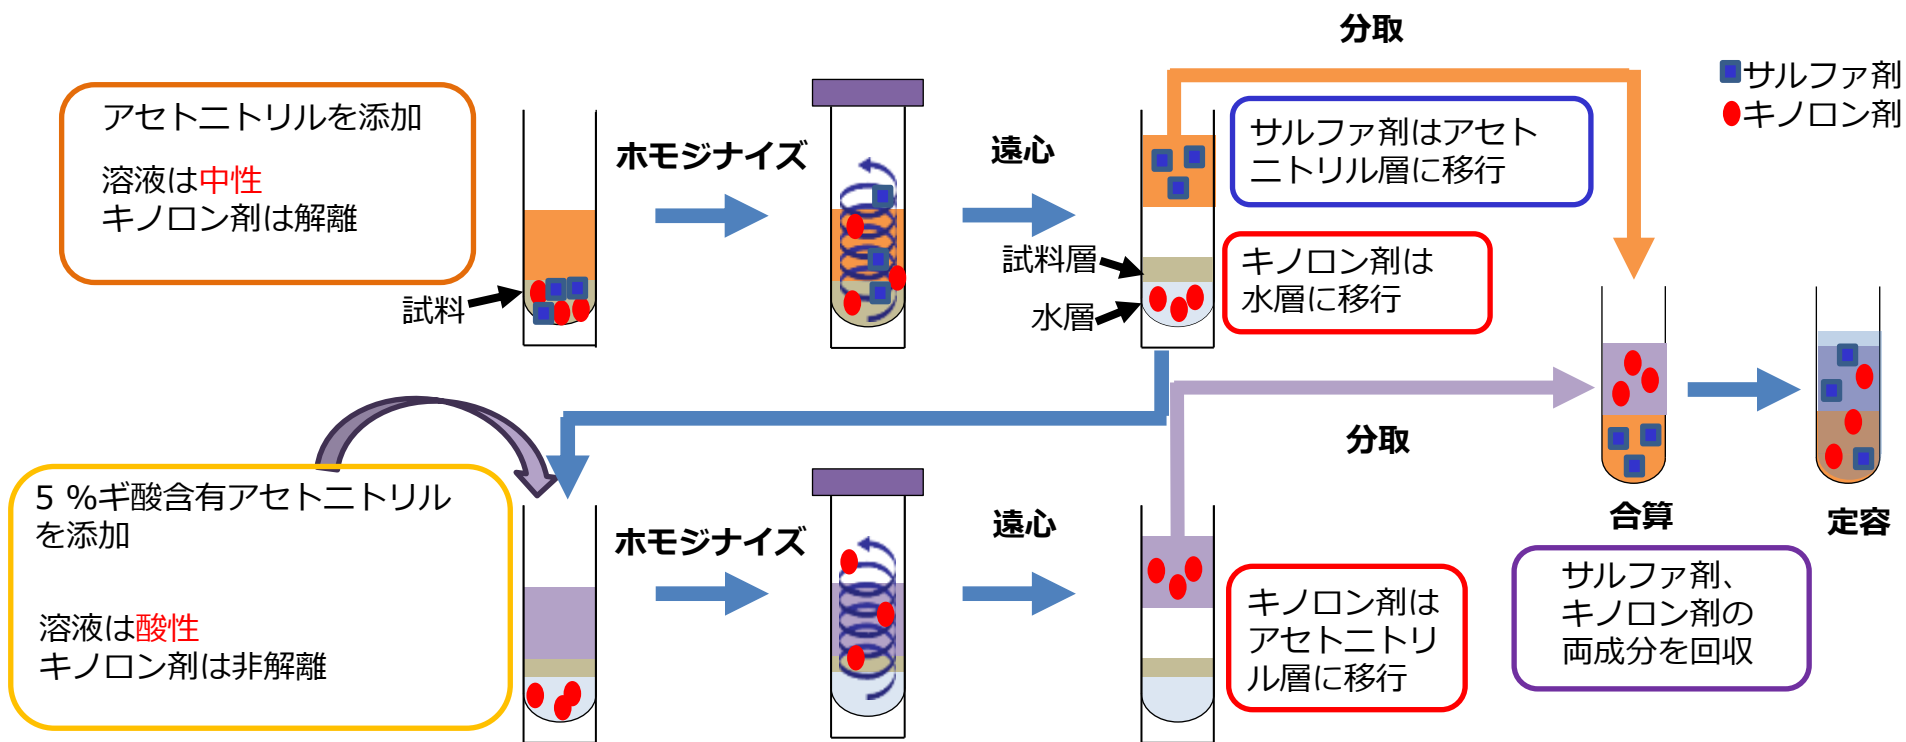 分取
サルファ剤
キノロン剤
アセトニトリルを添加
溶液は中性
キノロン剤は解離
ホモジナイズ
遠心
サルファ剤はアセト
ニトリル層に移行
試料層
キノロン剤は
水層に移行
試料
水層
分取
5 %ギ酸含有アセトニトリル
を添加
溶液は酸性
キノロン剤は非解離
ホモジナイズ
遠心
キノロン剤は
アセトニトリ
ル層に移行
合算
定容
サルファ剤、
キノロン剤の
両成分を回収